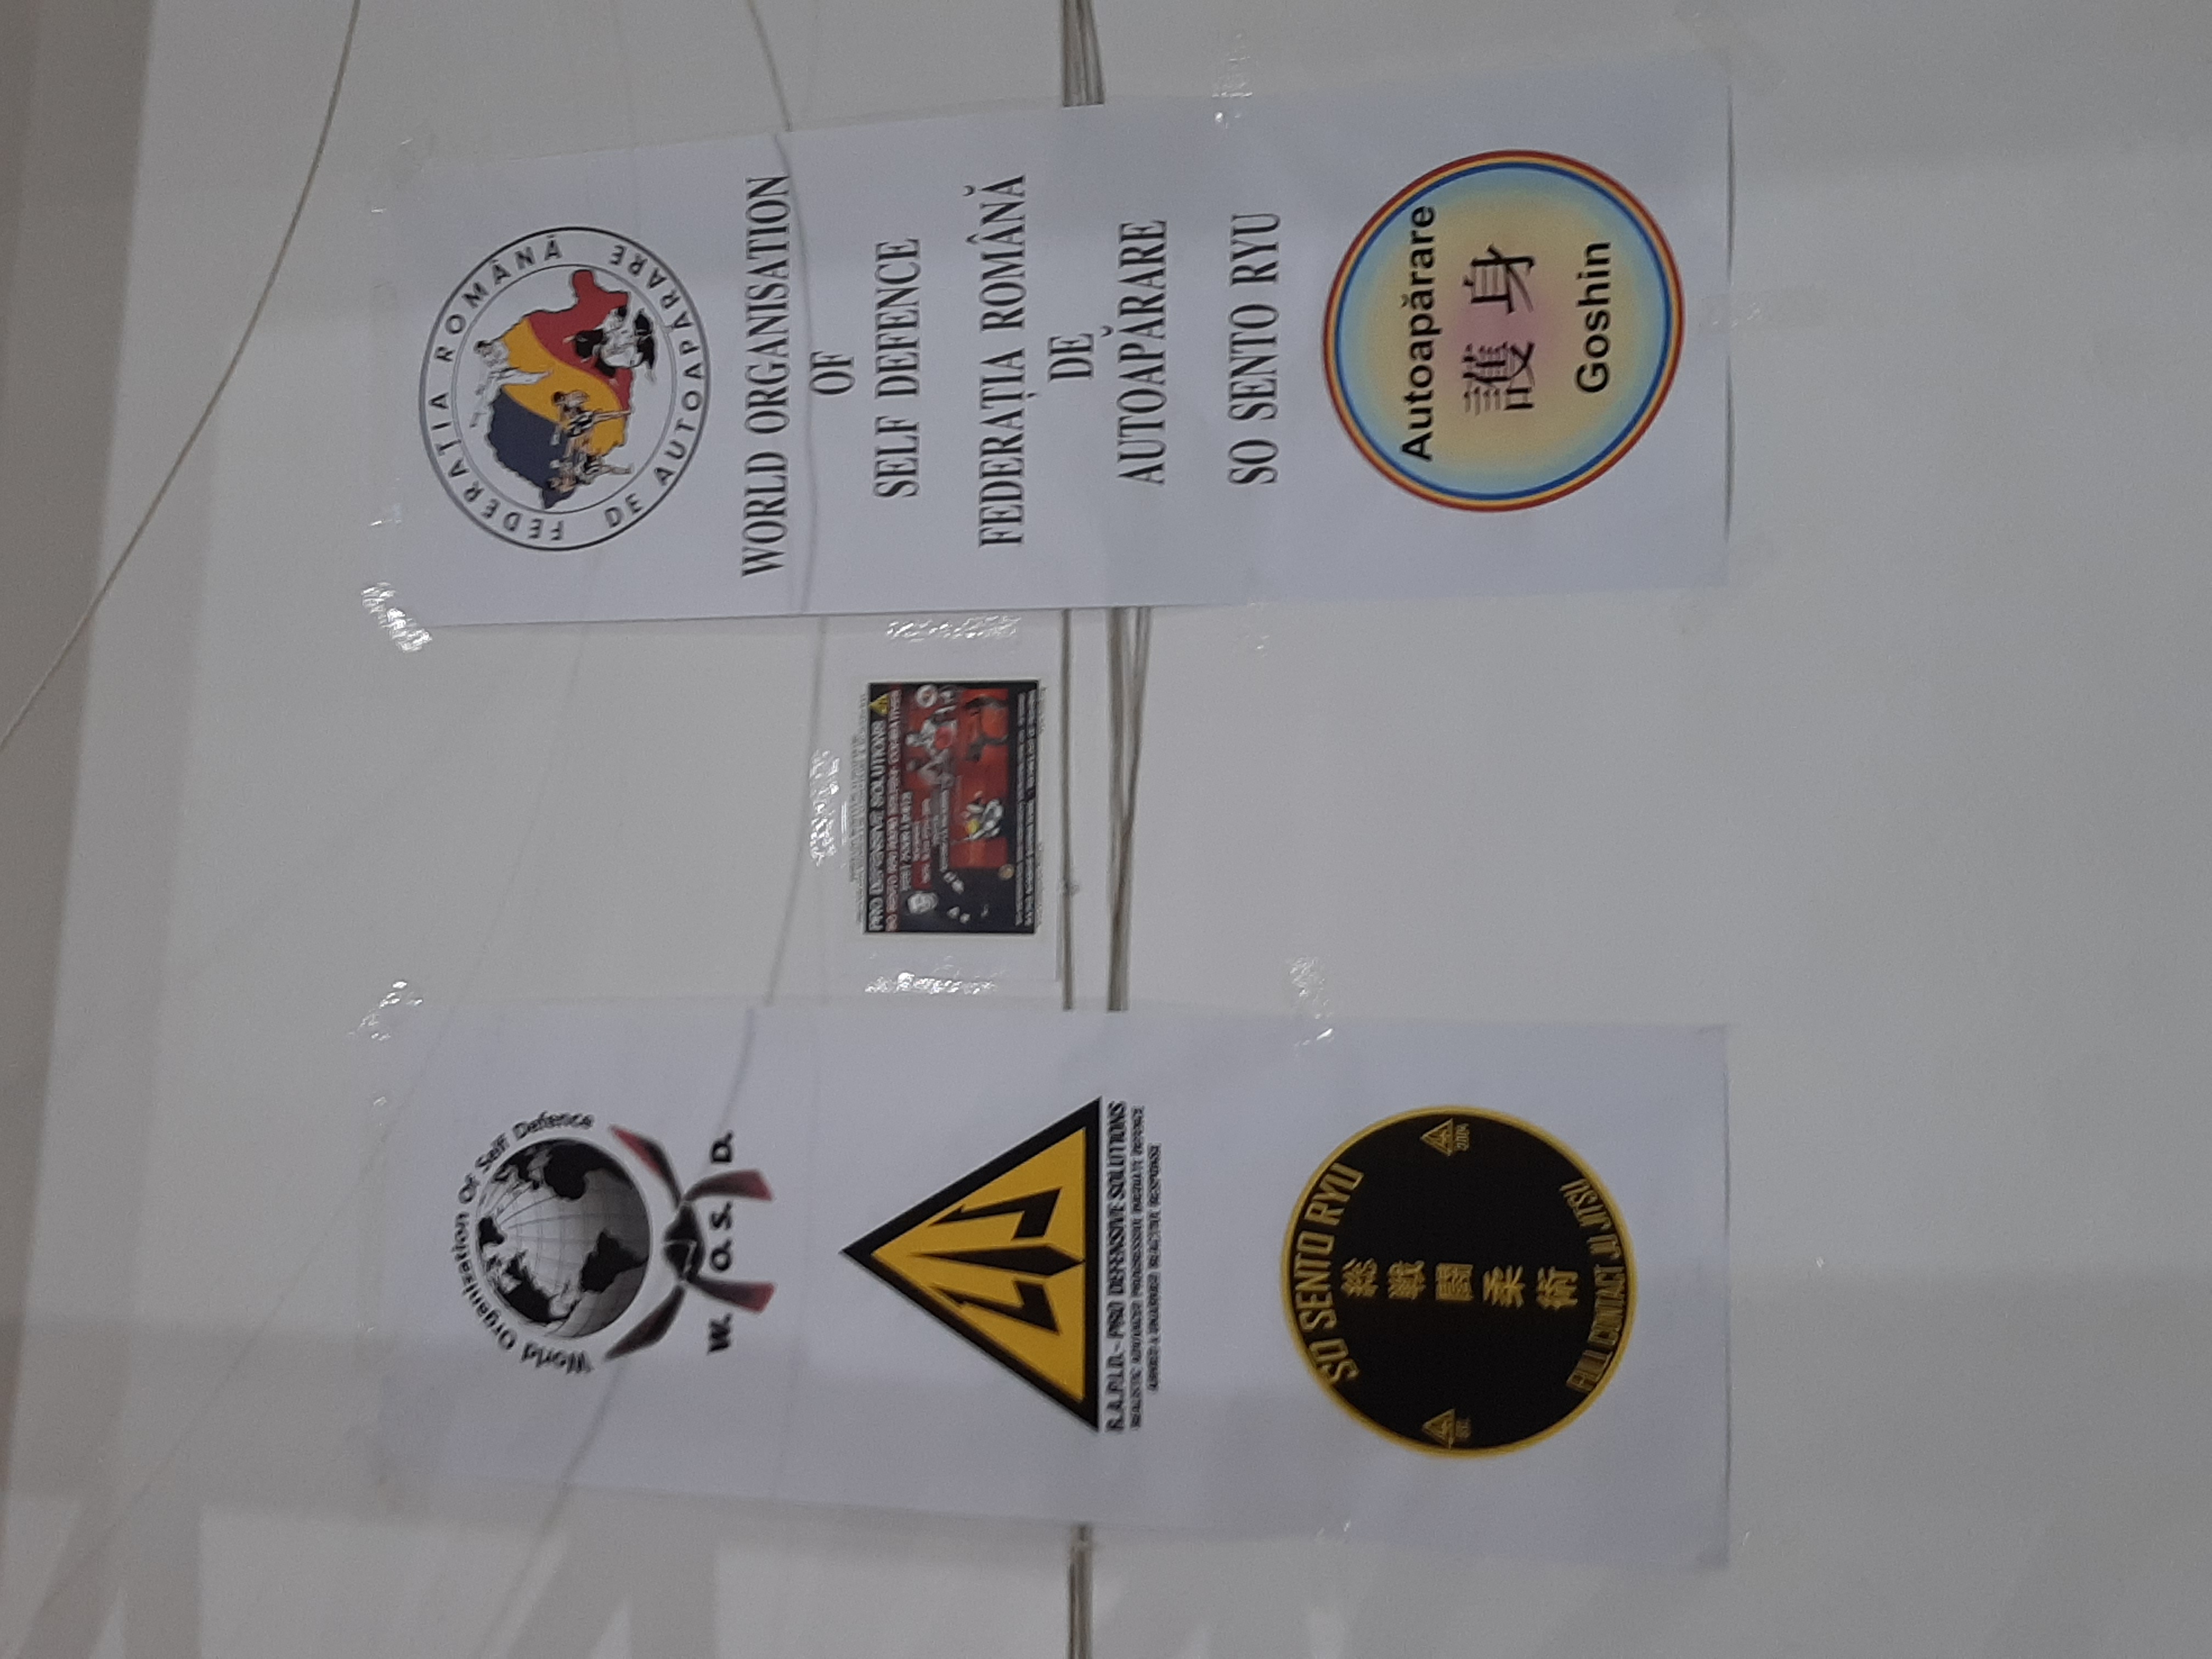 World Organization Of Self Defence
W. O. S. D.
R.A.P.I.D. - PRO DEFENSIVE SOLUTIONS
SO SENTO RYU
総
戦
闘
柔
術
2004
FULL CONTACT JU JITSU
PRO DEFENSIVE SOLUTIONS
FEDERAȚIA ROMÂNĂ
DE AUTOAPĂRARE
WORLD ORGANISATION
OF
SELF DEFENCE
FEDERAȚIA ROMÂNĂ
DE
AUTOAPĂRARE
SO SENTO RYU
Autoapărare
護身
Goshin